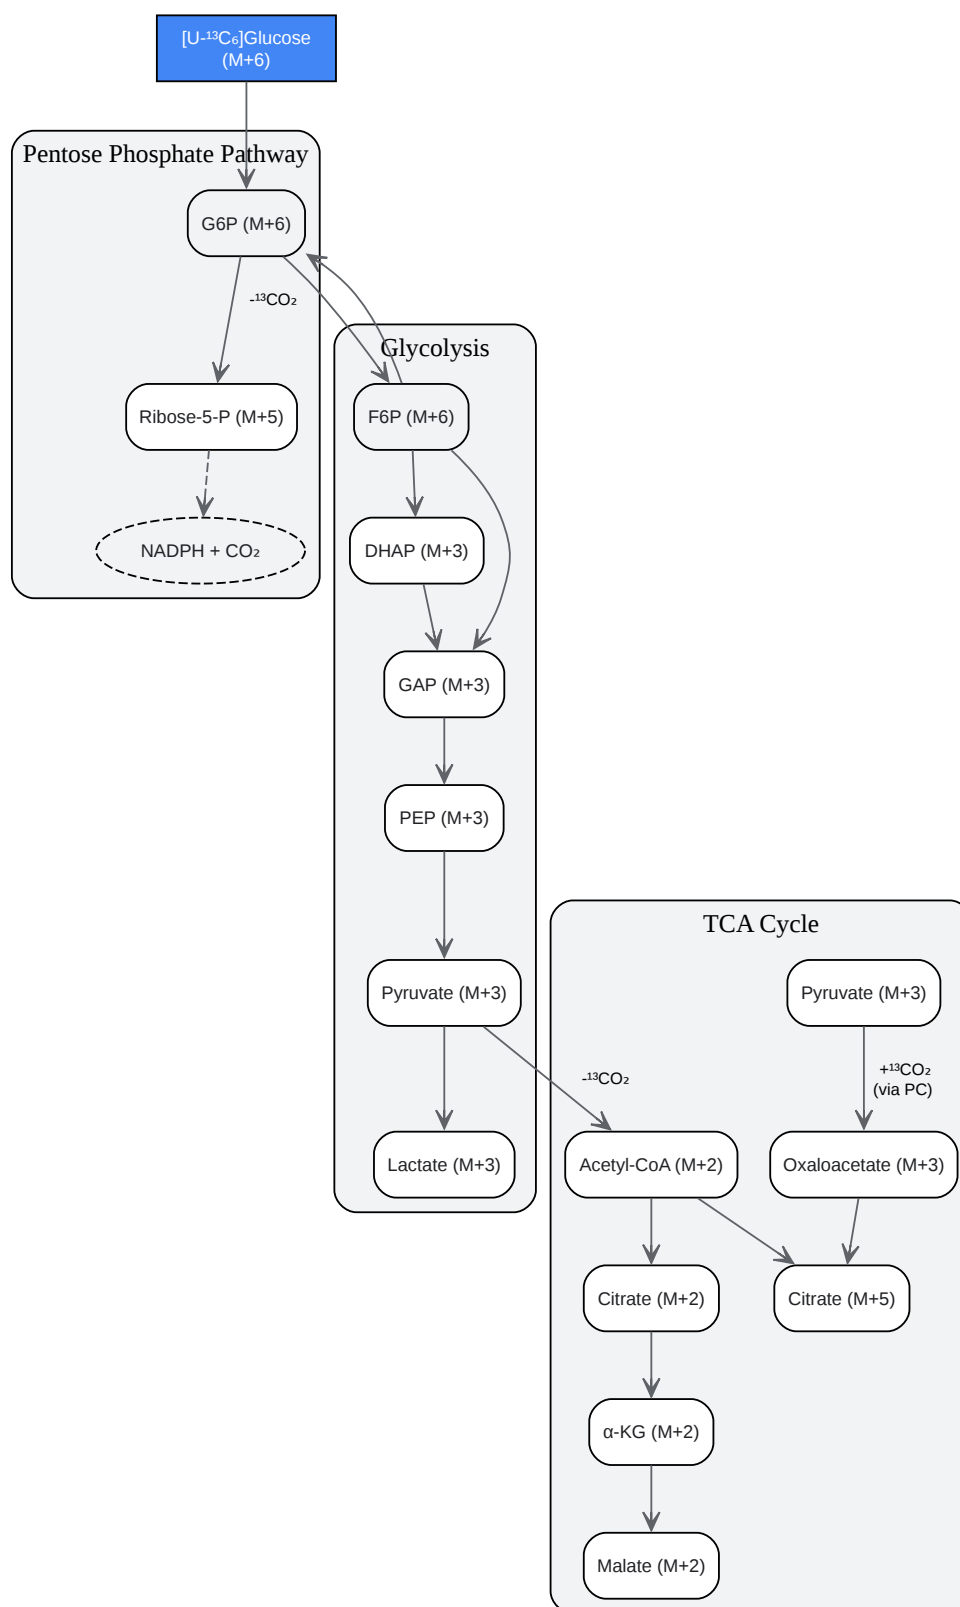 [U-¹³C₆]Glucose
(M+6)
Pentose Phosphate Pathway
G6P (M+6)
-¹³CO₂
Ribose-5-P (M+5)
NADPH + CO₂
Glycolysis
F6P (M+6)
DHAP (M+3)
GAP (M+3)
PEP (M+3)
Pyruvate (M+3)
Lactate (M+3)
TCA Cycle
-¹³CO₂
Pyruvate (M+3)
+¹³CO₂
(via PC)
Acetyl-CoA (M+2)
Oxaloacetate (M+3)
Citrate (M+2)
Citrate (M+5)
α-KG (M+2)
Malate (M+2)